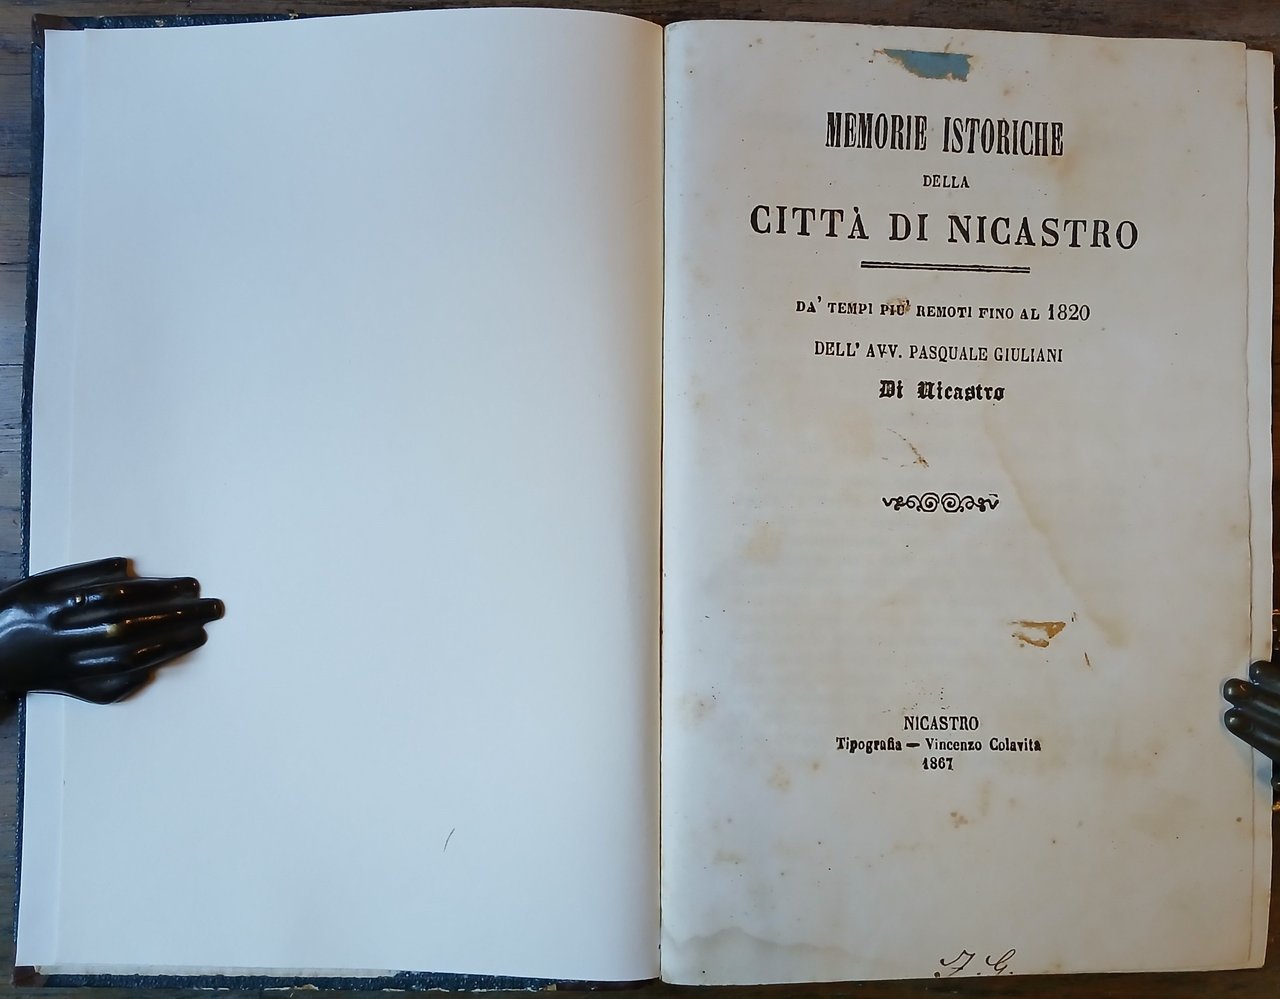 MEMORIE ISTORICHE
DELLA
CITTÀ DI NICASTRO
DA' TEMPI PIU' REMOTI FINO AL 1820
DELL' AVV. PASQUALE GIULIANI
Di Nicastro
NICASTRO
Tipografia — Vincenzo Colavita
1867